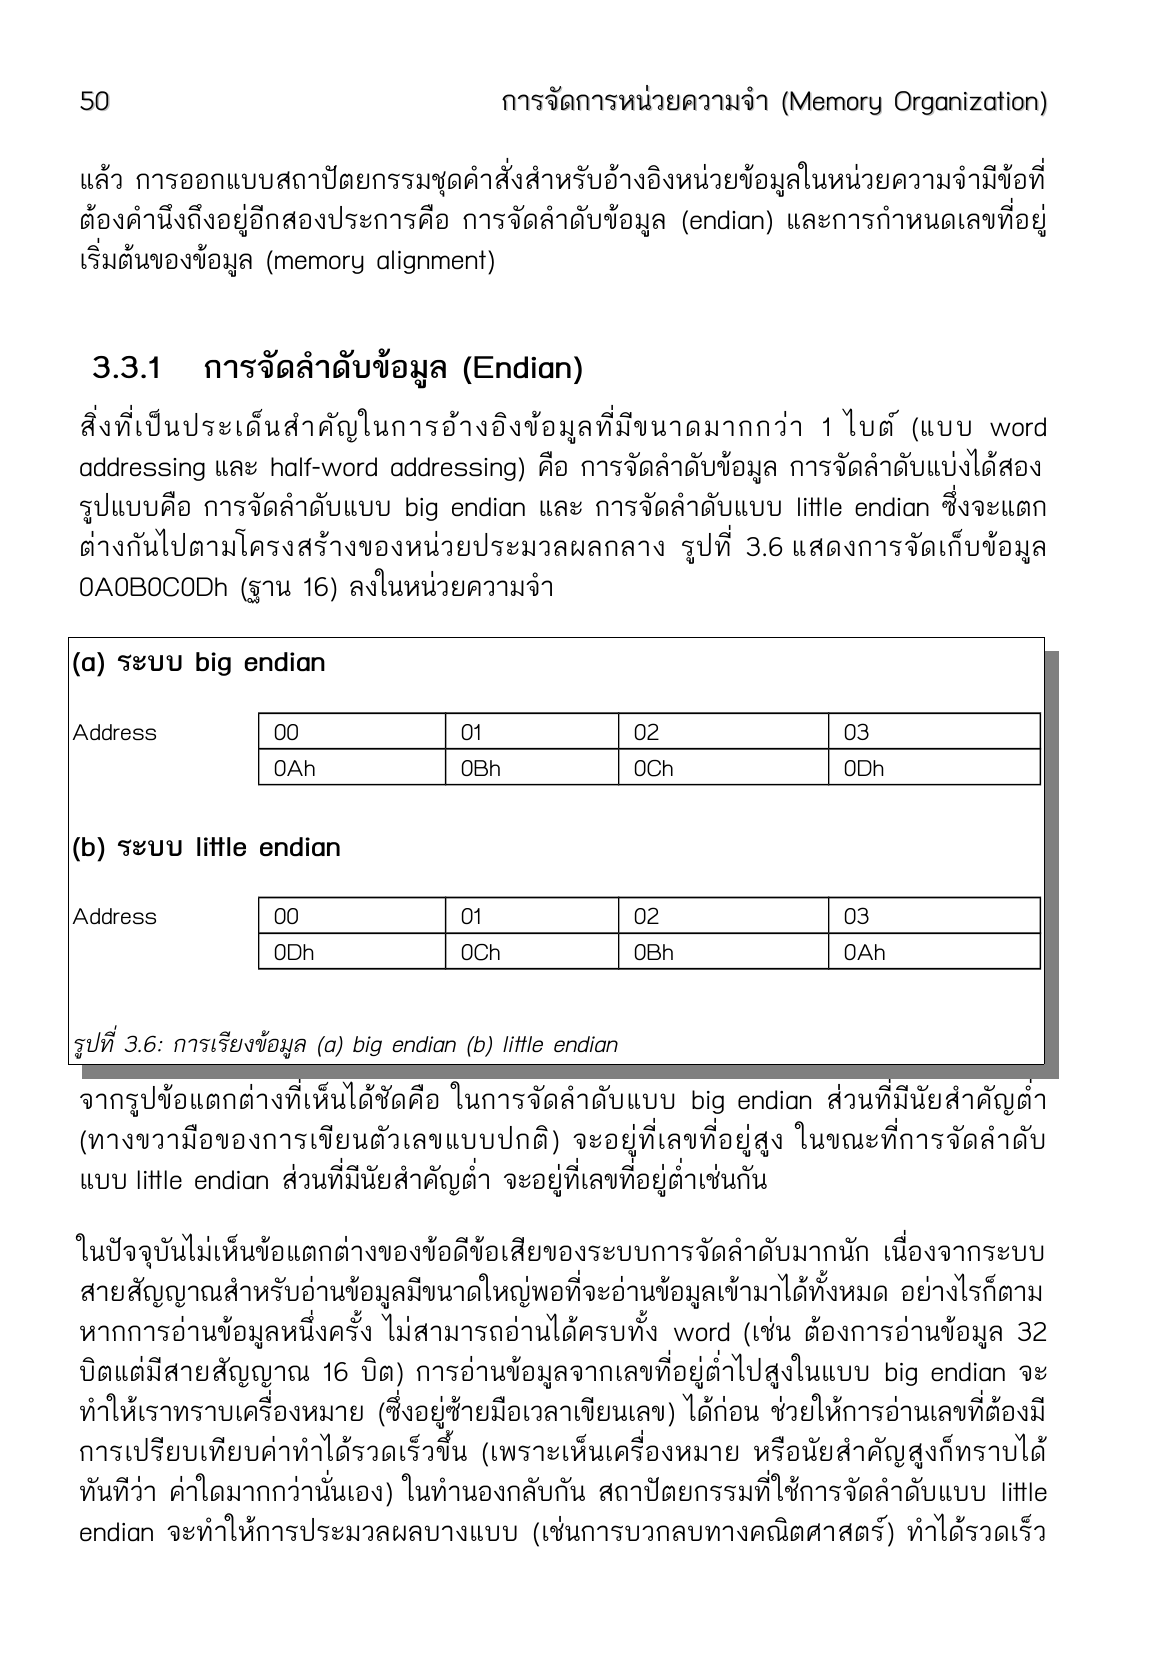 50 การจัดการหน่วยความจำ (Memory Organization)
แล้ว การออกแบบสถาปัตยกรรมชุดคำสั่งสำหรับอ้างอิงหน่วยข้อมูลในหน่วยความจำมีข้อที่
ต้องคำนึงถึงอยู่อีกสองประการคือ การจัดลำดับข้อมูล (endian) และการกำหนดเลขที่อยู่
เริ่มต้นของข้อมูล (memory alignment)
3.3.1 การจัดลำดับข้อมูล (Endian)
สิ่งที่เป็นประเด็นสำคัญในการอ้างอิงข้อมูลที่มีขนาดมากกว่า 1 ไบต์ (แบบ word
addressing และ half-word addressing) คือ การจัดลำดับข้อมูล การจัดลำดับแบ่งได้สอง
รูปแบบคือ การจัดลำดับแบบ big endian และ การจัดลำดับแบบ little endian ซึ่งจะแตก
ต่างกันไปตามโครงสร้างของหน่วยประมวลผลกลาง รูปที่ 3.6 แสดงการจัดเก็บข้อมูล
0A0B0C0Dh (ฐาน 16) ลงในหน่วยความจำ
(a) ระบบ big endian
Address 00 01 02 03
0Ah 0Bh 0Ch 0Dh
(b) ระบบ little endian
Address 00 01 02 03
0Dh 0Ch 0Bh 0Ah
รูปที่ 3.6: การเรียงข้อมูล (a) big endian (b) little endian
จากรูปข้อแตกต่างที่เห็นได้ชัดคือ ในการจัดลำดับแบบ big endian ส่วนที่มีนัยสำคัญต่ำ
(ทางขวามือของการเขียนตัวเลขแบบปกติ) จะอยู่ที่เลขที่อยู่สูง ในขณะที่การจัดลำดับ
แบบ little endian ส่วนที่มีนัยสำคัญต่ำ จะอยู่ที่เลขที่อยู่ต่ำเช่นกัน
ในปัจจุบันไม่เห็นข้อแตกต่างของข้อดีข้อเสียของระบบการจัดลำดับมากนัก เนื่องจากระบบ
สายสัญญาณสำหรับอ่านข้อมูลมีขนาดใหญ่พอที่จะอ่านข้อมูลเข้ามาได้ทั้งหมด อย่างไรก็ตาม
หากการอ่านข้อมูลหนึ่งครั้ง ไม่สามารถอ่านได้ครบทั้ง word (เช่น ต้องการอ่านข้อมูล 32
บิตแต่มีสายสัญญาณ 16 บิต) การอ่านข้อมูลจากเลขที่อยู่ต่ำไปสูงในแบบ big endian จะ
ทำให้เราทราบเครื่องหมาย (ซึ่งอยู่ซ้ายมือเวลาเขียนเลข) ได้ก่อน ช่วยให้การอ่านเลขที่ต้องมี
การเปรียบเทียบค่าทำได้รวดเร็วขึ้น (เพราะเห็นเครื่องหมาย หรือนัยสำคัญสูงก็ทราบได้
ทันทีว่า ค่าใดมากกว่านั่นเอง) ในทำนองกลับกัน สถาปัตยกรรมที่ใช้การจัดลำดับแบบ little
endian จะทำให้การประมวลผลบางแบบ (เช่นการบวกลบทางคณิตศาสตร์) ทำได้รวดเร็ว